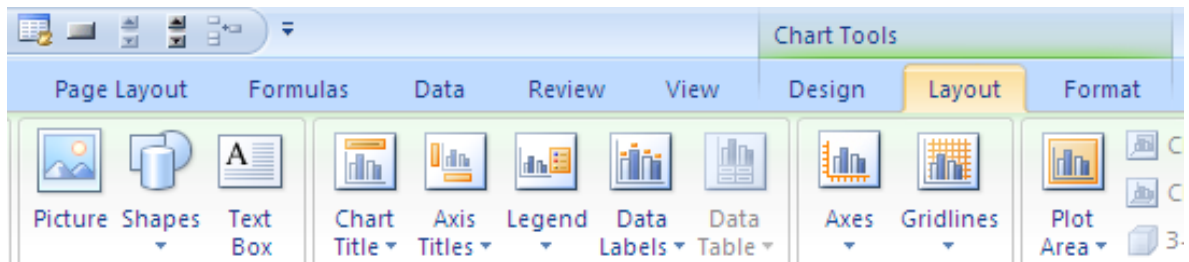 Chart Tools
Page Layout Formulas Data Review View Design Layout Format
A
Picture Shapes Text Box Chart Title Axis Titles Legend Data Labels Data Table Axes Gridlines Plot Area
C
C
3-